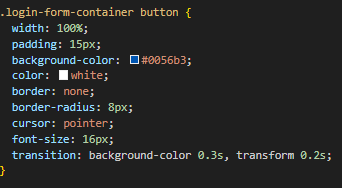 .login-form-container button {
width: 100%;
padding: 15px;
background-color: #0056b3;
color: white;
border: none;
border-radius: 8px;
cursor: pointer;
font-size: 16px;
transition: background-color 0.3s, transform 0.2s;
}